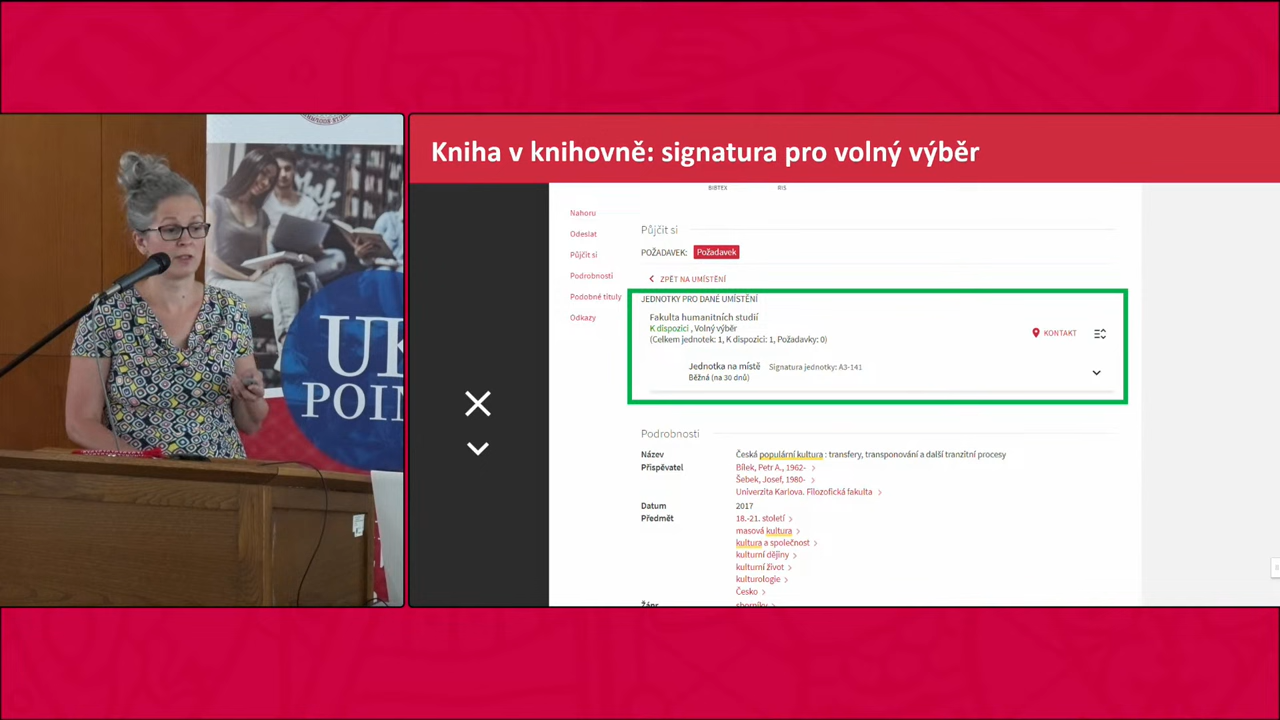 Kniha v knihovně: signatura pro volný výběr
BIBTEX
RIS
Nahoru
Odeslat
Půjčit si
Podrobnosti
Podobné tituly
Odkazy
Půjčit si
POŽADAVEK: Požadavek
ZPĚT NA UMÍSTĚNÍ
JEDNOTKY PRO DANÉ UMÍSTĚNÍ
Fakulta humanitních studií
K dispozici , Volný výběr
(Celkem jednotek: 1, K dispozici: 1, Požadavky: 0)
KONTAKT
Jednotka na místě Signatura jednotky: A3-141
Běžná (na 30 dnů)
Podrobnosti
Název Česká populární kultura : transfery, transponování a další tranzitní procesy
Přispěvatel Bílek, Petr A., 1962-
Šebek, Josef, 1980-
Univerzita Karlova. Filozofická fakulta
Datum 2017
Předmět 18.-21. století
masová kultura
kultura a společnost
kulturní dějiny
kulturní život
kulturologie
Česko
Žánr sborníky
UK
POIN